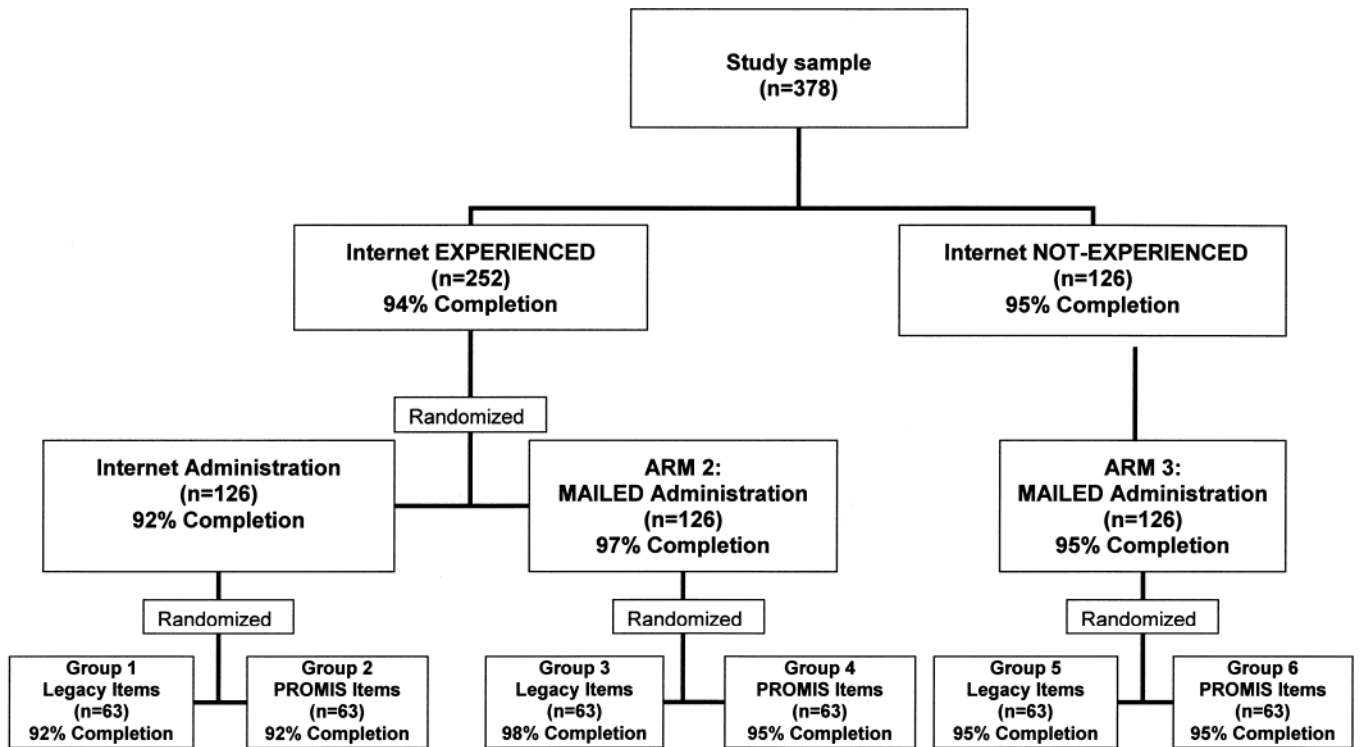 Study sample
(n=378)
Internet EXPERIENCED
(n=252)
94% Completion
Internet NOT-EXPERIENCED
(n=126)
95% Completion
Randomized
Internet Administration
(n=126)
92% Completion
ARM 2:
MAILED Administration
(n=126)
97% Completion
ARM 3:
MAILED Administration
(n=126)
95% Completion
Randomized
Randomized
Randomized
Group 1
Legacy Items
(n=63)
92% Completion
Group 2
PROMIS Items
(n=63)
92% Completion
Group 3
Legacy Items
(n=63)
98% Completion
Group 4
PROMIS Items
(n=63)
95% Completion
Group 5
Legacy Items
(n=63)
95% Completion
Group 6
PROMIS Items
(n=63)
95% Completion